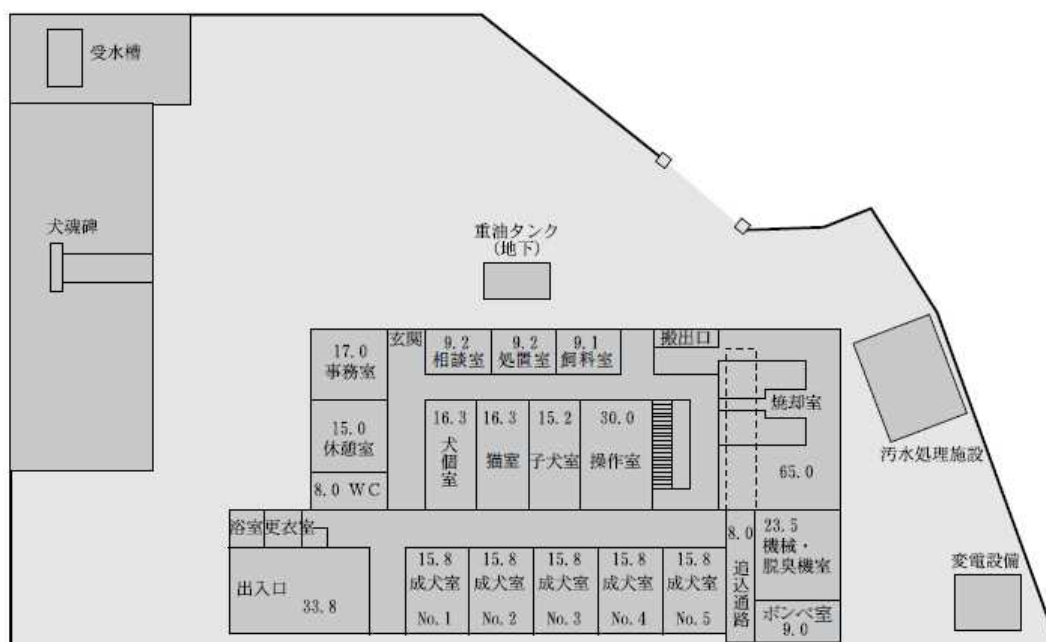 受水槽
犬魂碑
重油タンク
(地下)
17.0
事務室
玄関
9.2
相談室
9.2
処置室
9.1
飼料室
搬出口
焼却室
65.0
汚水処理施設
15.0
休憩室
8.0 WC
16.3
犬個室
16.3
猫室
15.2
子犬室
30.0
操作室
浴室
更衣室
出入口
33.8
15.8
成犬室
No.1
15.8
成犬室
No.2
15.8
成犬室
No.3
15.8
成犬室
No.4
15.8
成犬室
No.5
8.0
追込通路
23.5
機械・
脱臭機室
ボンベ室
9.0
変電設備